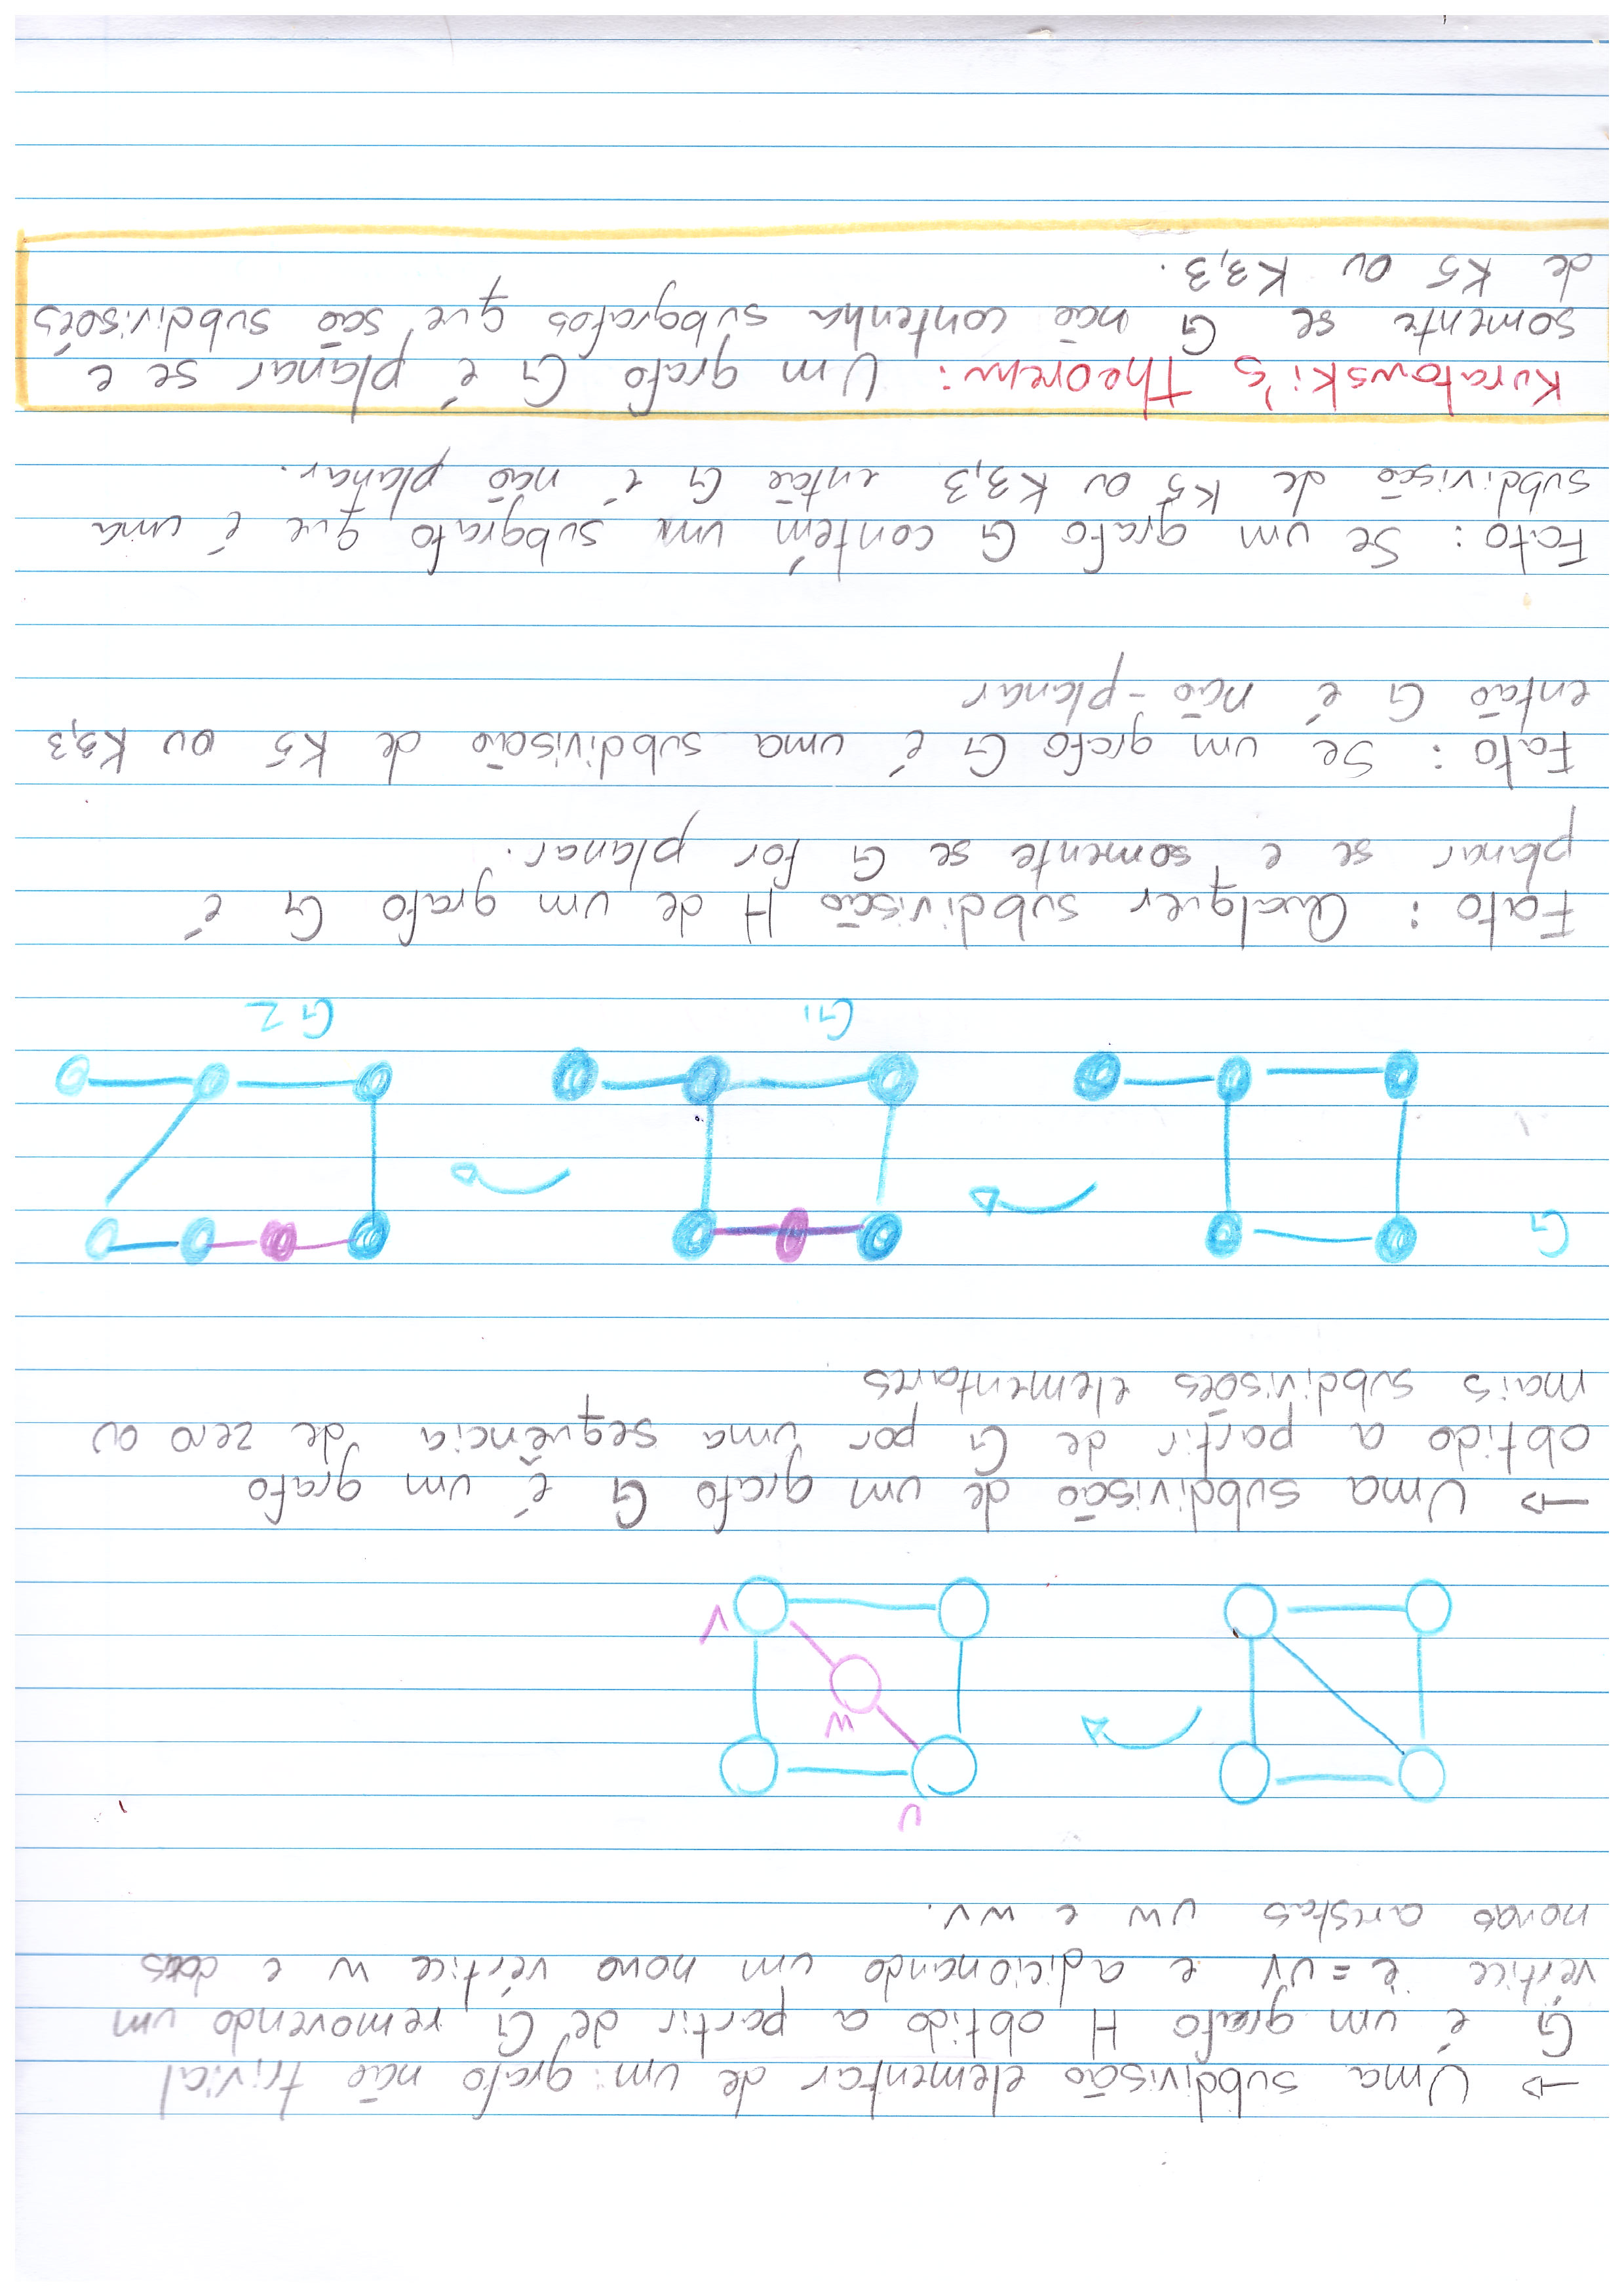 → Uma subdivisão elementar de um grafo não trivial
G é um grafo H obtido a partir de G, removendo um
vértice e = uv e adicionando um novo vértice w e duas
novas arestas uw e wv.
U
W
V
→ Uma subdivisão de um grafo G é um grafo
obtido a partir de G por uma sequência de zero ou
mais subdivisões elementares
G
G1
G2
Fato: Qualquer subdivisão H de um grafo G é
planar se e somente se G for planar.
Fato: Se um grafo G é uma subdivisão de K5 ou K3,3
então G é não-planar
Fato: Se um grafo G contém um subgrafo que é uma
subdivisão de K5 ou K3,3 então G é não planar.
Kuratowski's Theorem: Um grafo G é planar se e
somente se G não contenha subgrafos que são subdivisões
de K5 ou K3,3.